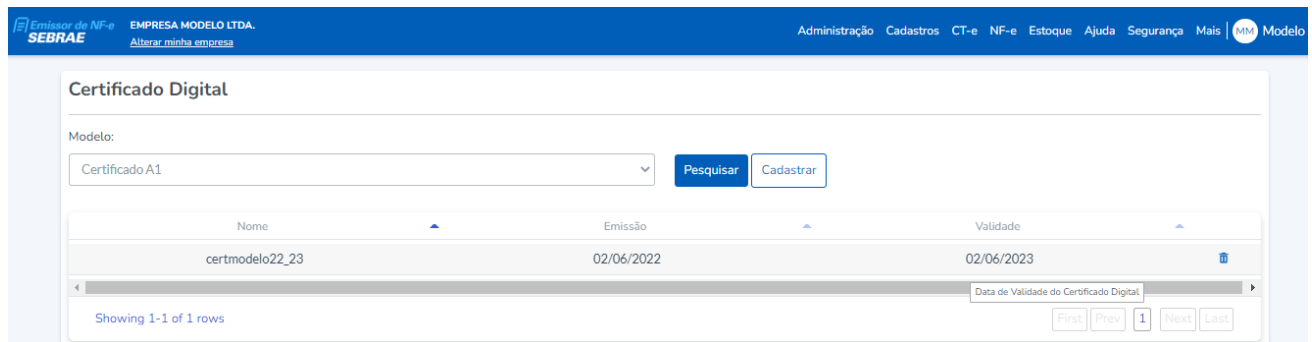 Emissor de NF-e
SEBRAE
EMPRESA MODELO LTDA.
Alterar minha empresa
Administração Cadastros CT-e NF-e Estoque Ajuda Segurança Mais MM Modelo
Certificado Digital
Modelo:
Certificado A1
Pesquisar Cadastrar
Nome Emissão Validade
certmodelo22_23 02/06/2022 02/06/2023
Data de Validade do Certificado Digital
Showing 1-1 of 1 rows
First Prev 1 Next Last